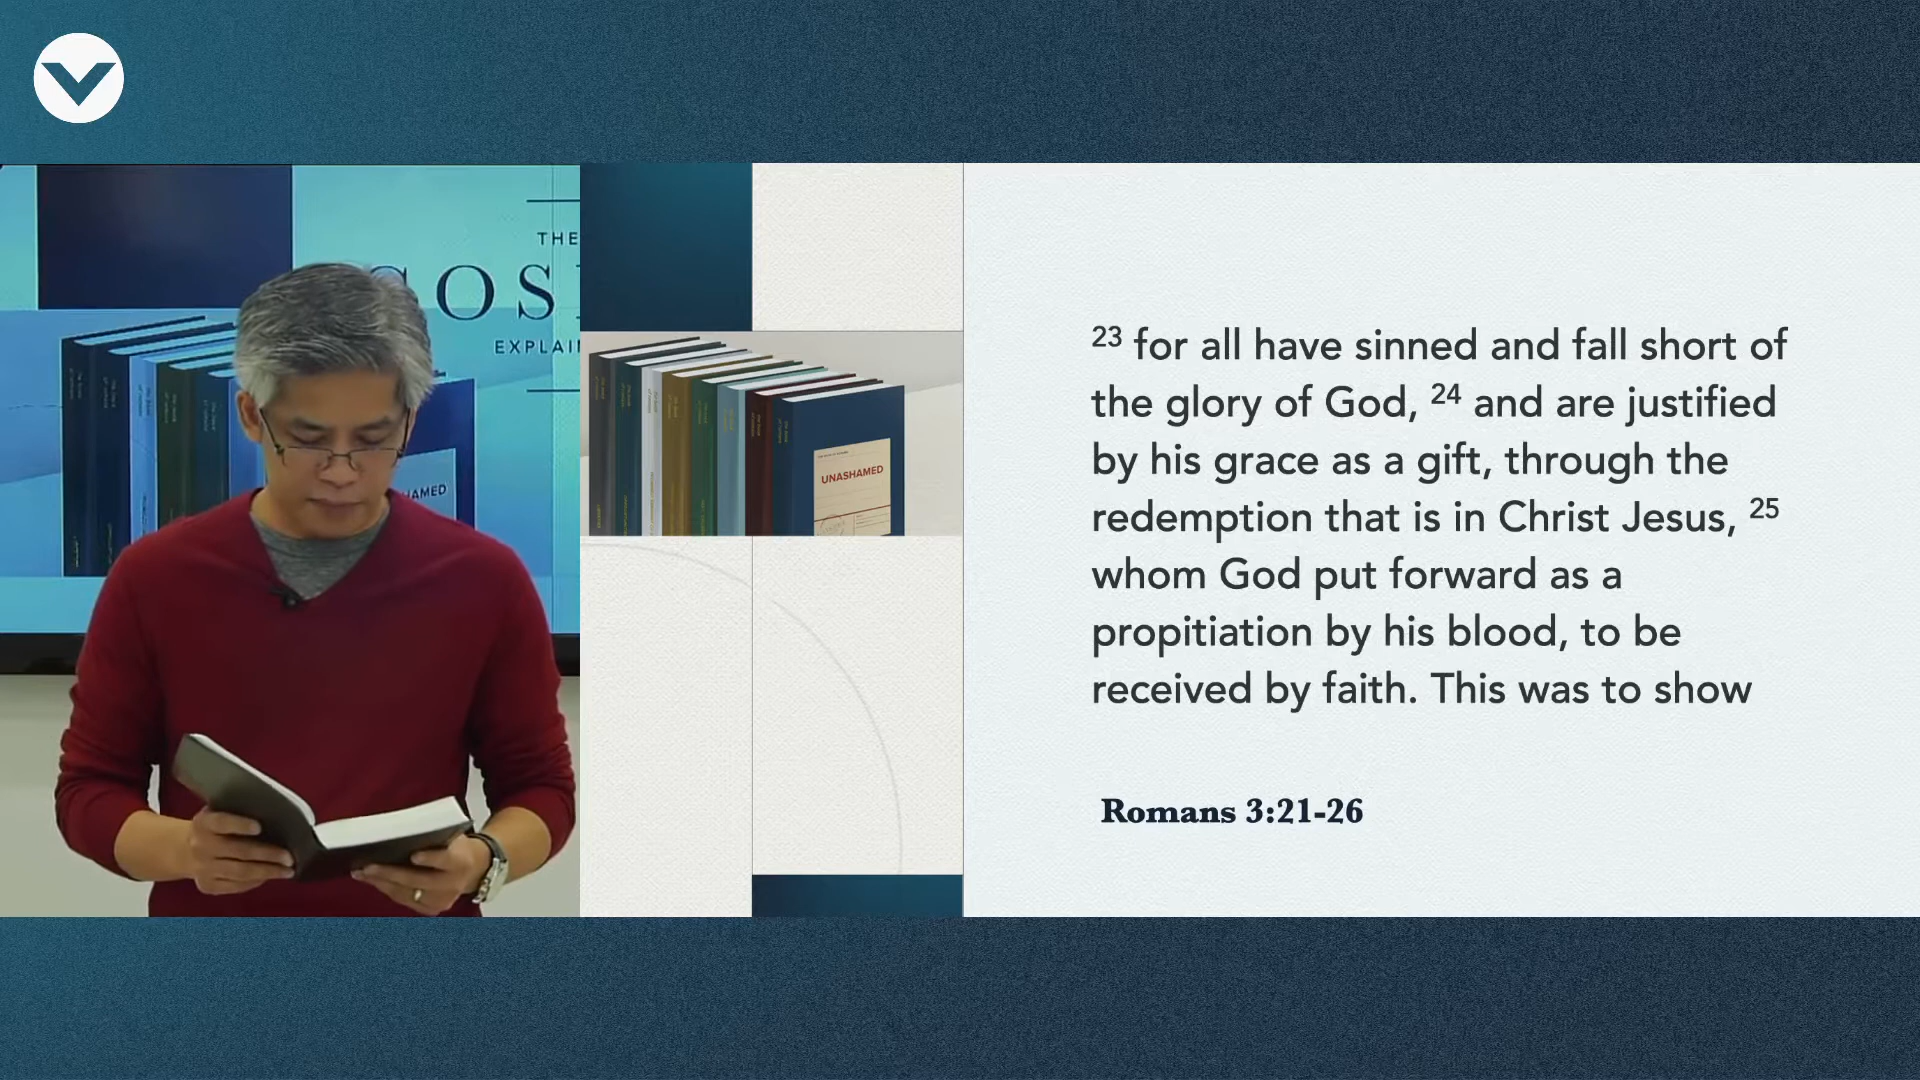 THE
GOS
EXPLAI
HAMED
UNASHAMED
23 for all have sinned and fall short of
the glory of God, 24 and are justified
by his grace as a gift, through the
redemption that is in Christ Jesus, 25
whom God put forward as a
propitiation by his blood, to be
received by faith. This was to show
Romans 3:21-26